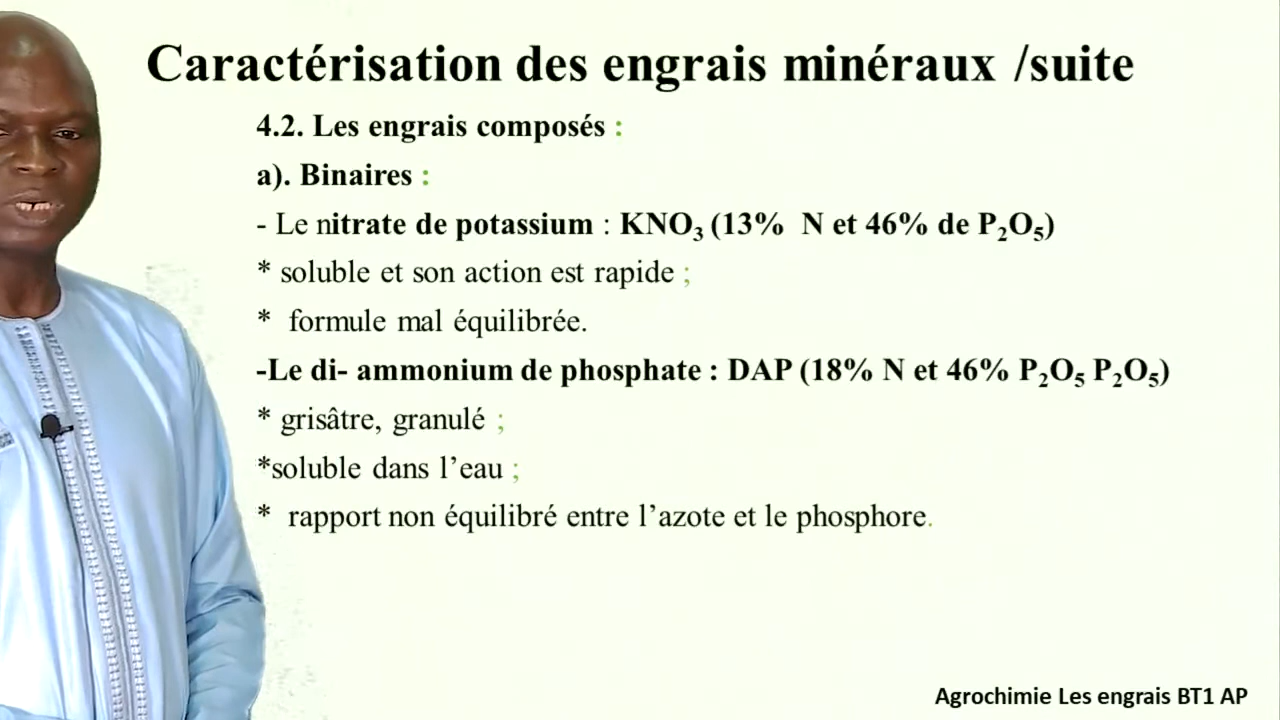 Caractérisation des engrais minéraux /suite
4.2. Les engrais composés :
a). Binaires :
- Le nitrate de potassium : KNO₃ (13% N et 46% de P₂O₅)
* soluble et son action est rapide ;
* formule mal équilibrée.
-Le di- ammonium de phosphate : DAP (18% N et 46% P₂O₅ P₂O₅)
* grisâtre, granulé ;
*soluble dans l’eau ;
* rapport non équilibré entre l’azote et le phosphore.
Agrochimie Les engrais BT1 AP